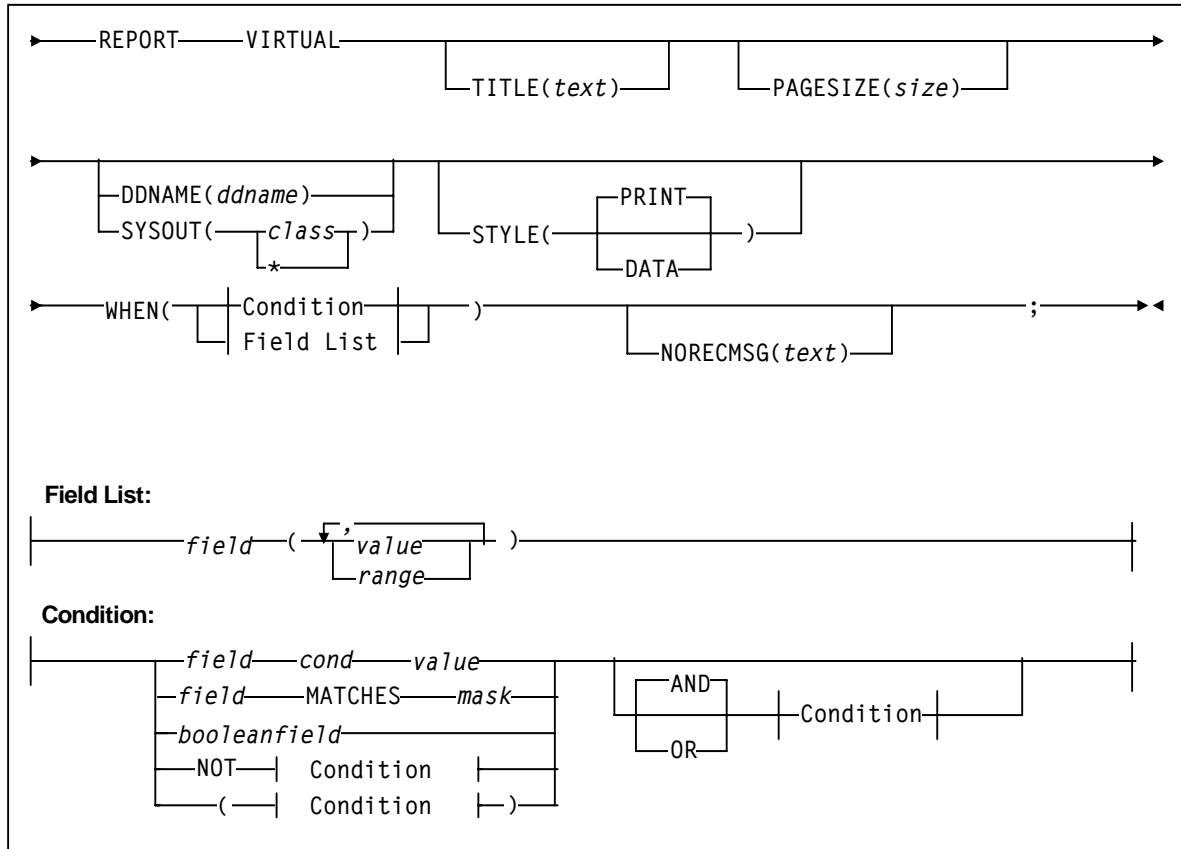 REPORT VIRTUAL
TITLE(text) PAGESIZE(size)
DDNAME(ddname) PRINT
SYSOUT( class ) STYLE( )
* DATA
WHEN( Condition ) ;
Field List NORECMSG(text)
Field List:
field ( , value )
range
Condition:
field cond value AND
field MATCHES mask Condition
booleanfield OR
NOT Condition
( Condition )